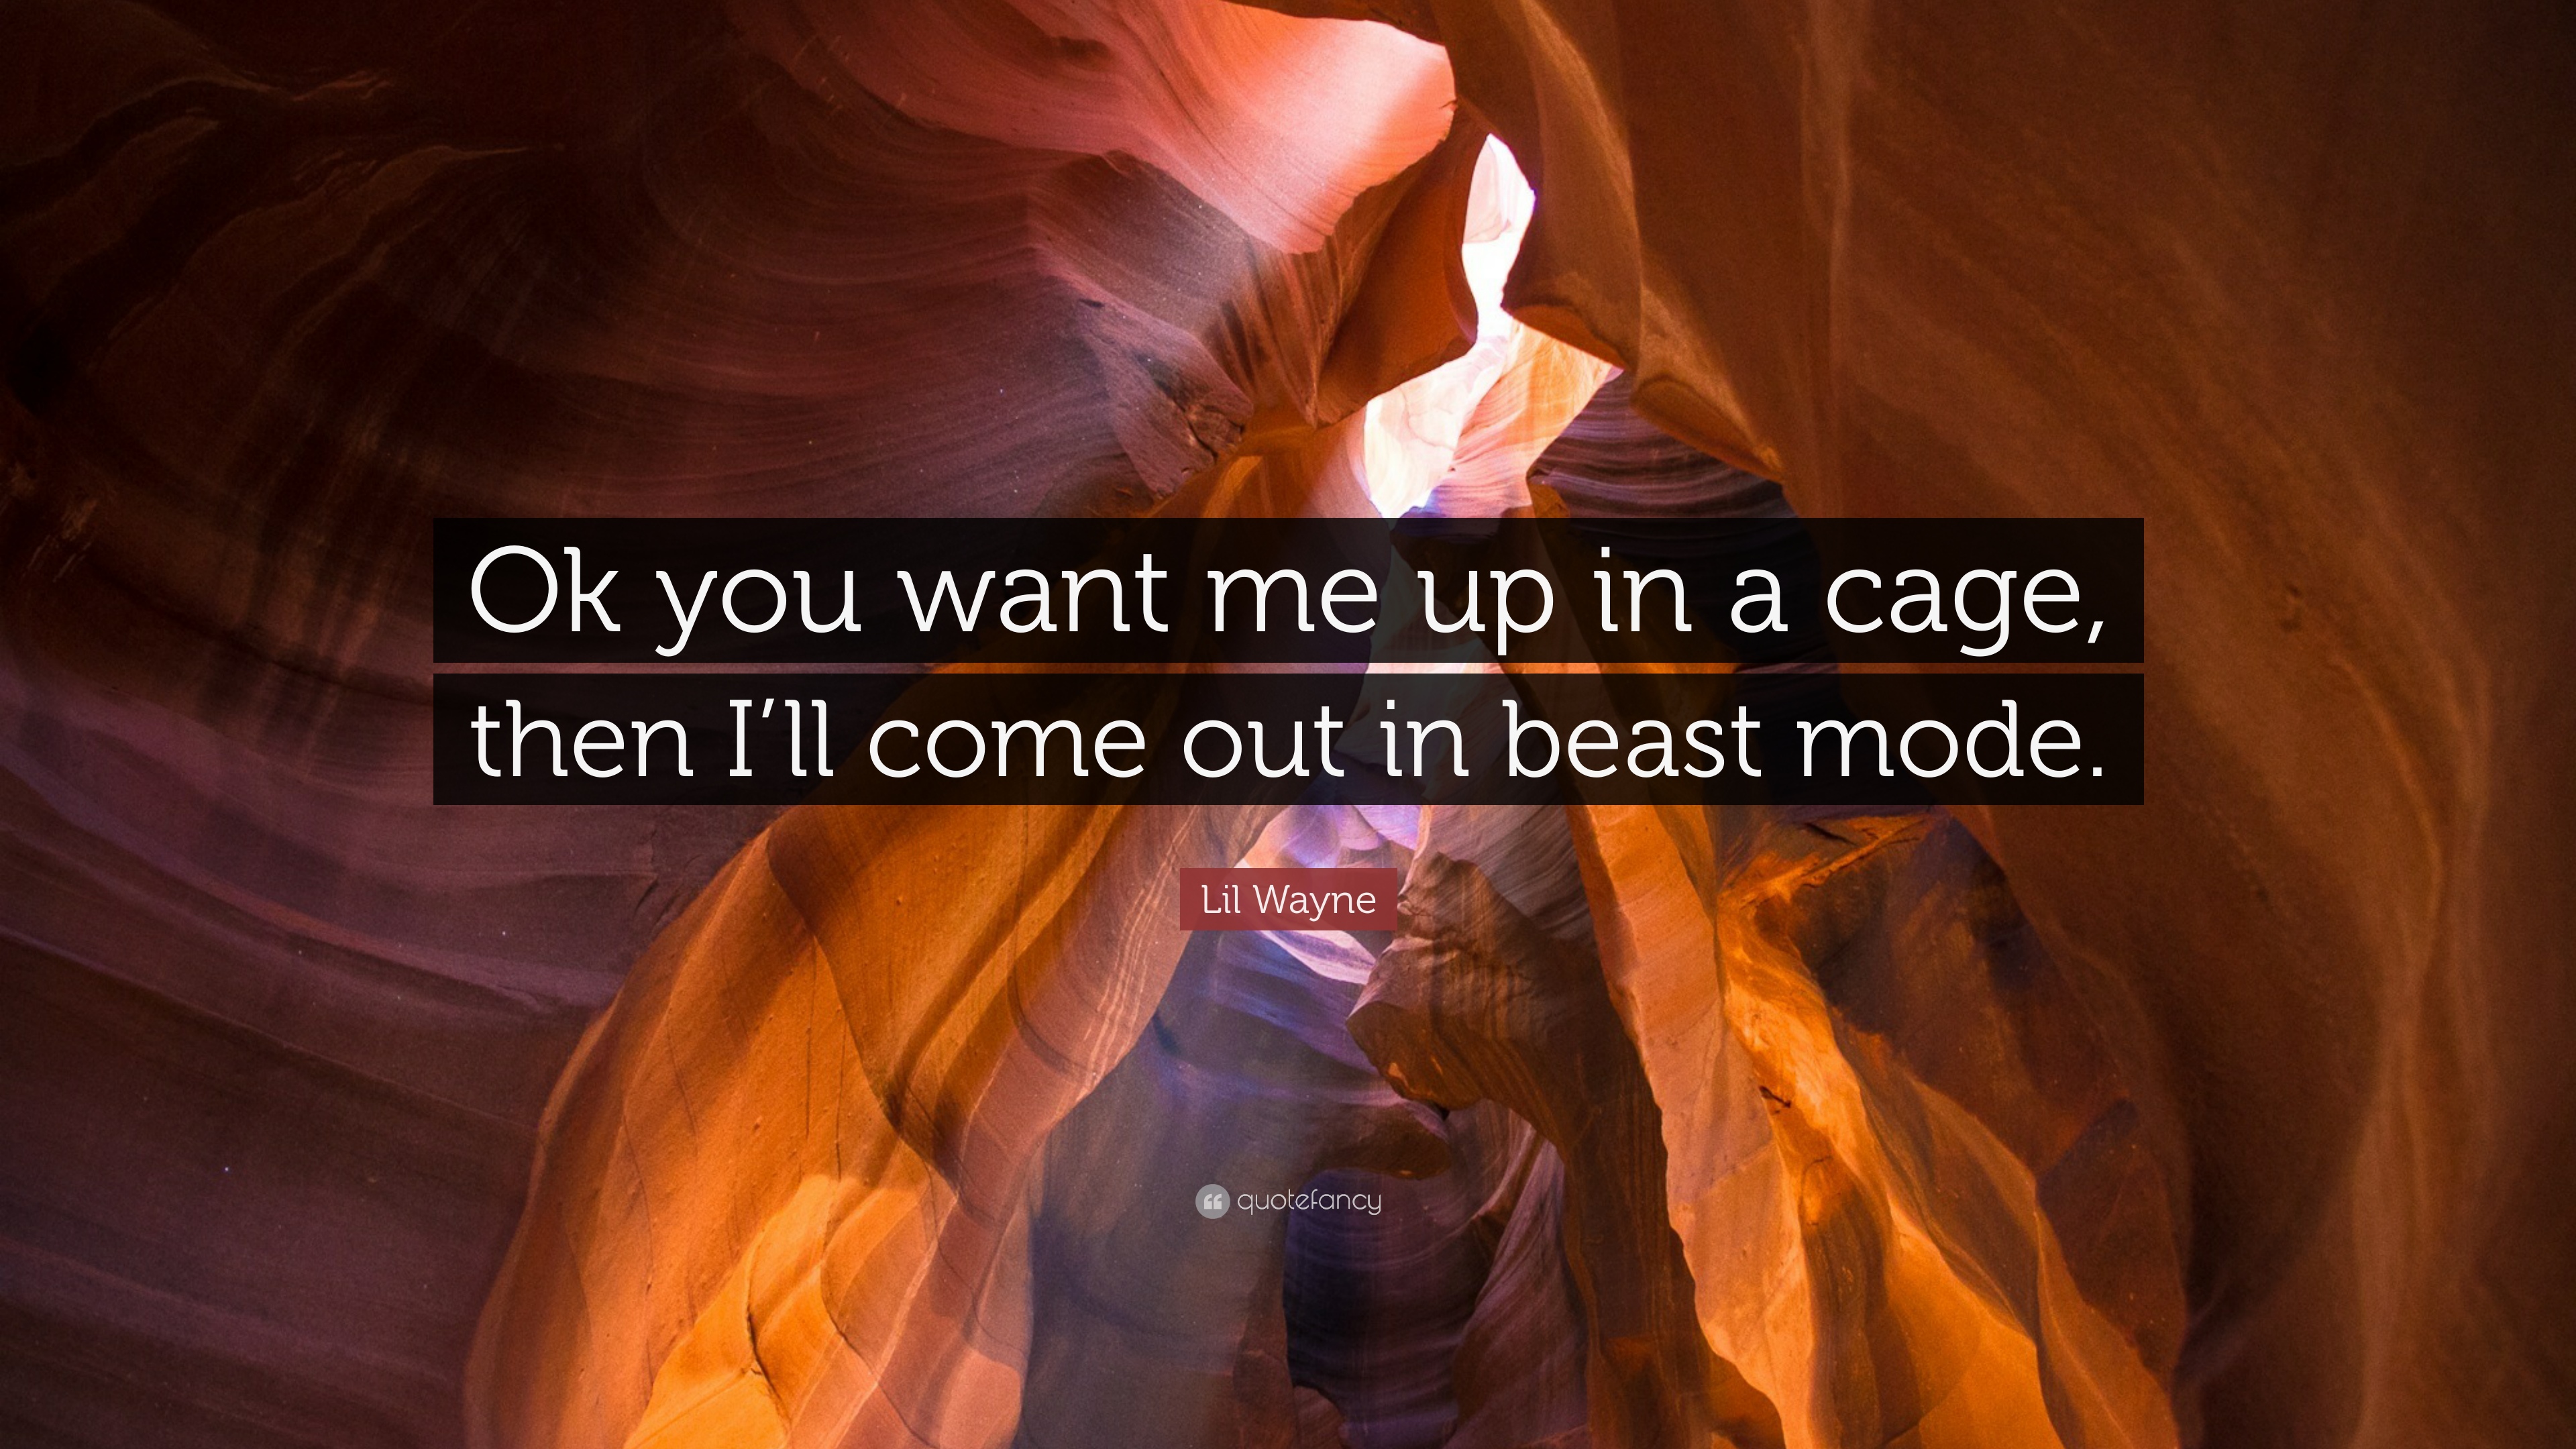 Ok you want me up in a cage,
then I’ll come out in beast mode.
Lil Wayne
quotefancy